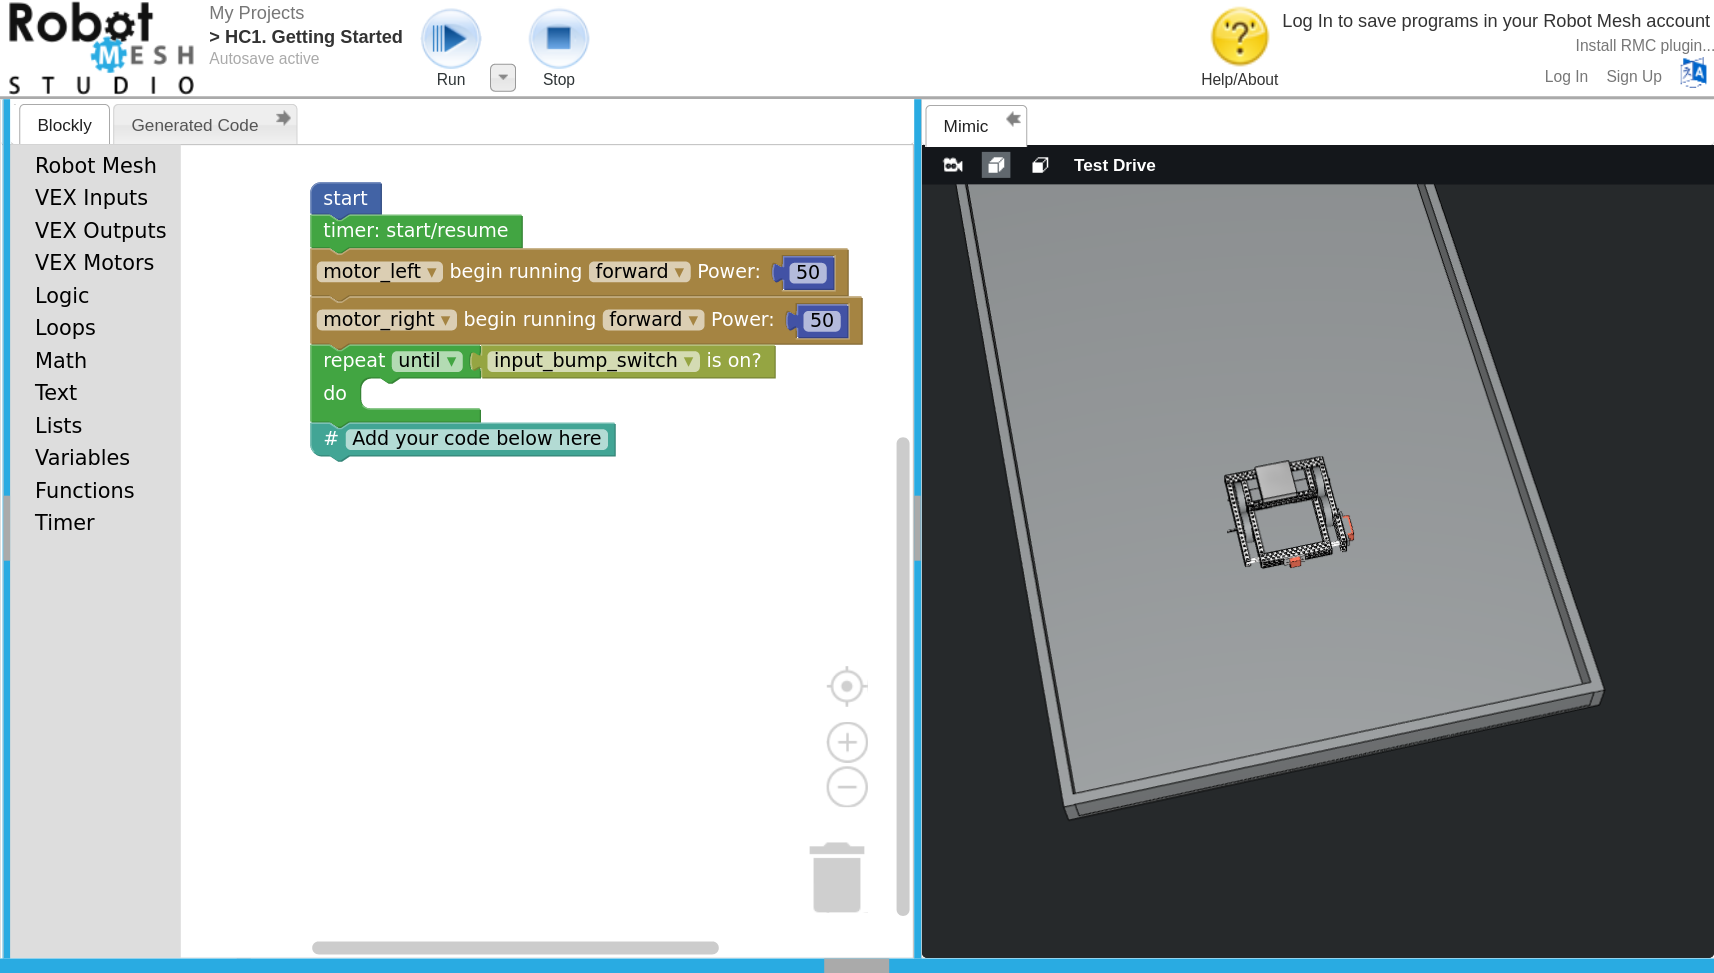 Robot
MESH
STUDIO
My Projects
> HC1. Getting Started
Autosave active
Run
Stop
?
Help/About
Log In to save programs in your Robot Mesh account
Install RMC plugin...
Log In
Sign Up
A
Blockly
Generated Code
Mimic
Test Drive
Robot Mesh
VEX Inputs
VEX Outputs
VEX Motors
Logic
Loops
Math
Text
Lists
Variables
Functions
Timer
start
timer: start/resume
motor_left ▾ begin running forward ▾ Power: 50
motor_right ▾ begin running forward ▾ Power: 50
repeat until ▾ input_bump_switch ▾ is on?
do
# Add your code below here